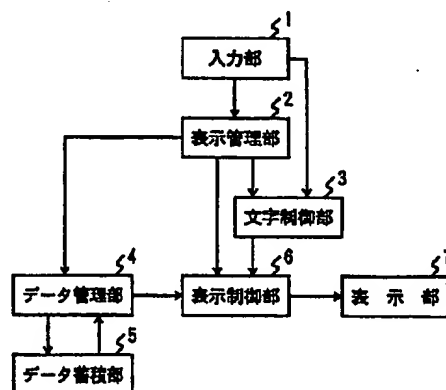 1
入力部
2
表示管理部
3
文字制御部
4
データ管理部
6
表示制御部
7
表示部
5
データ蓄積部